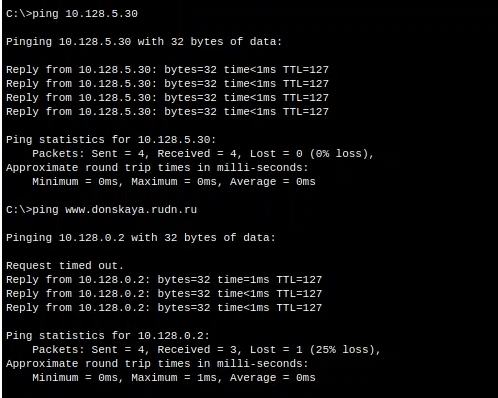 C:\>ping 10.128.5.30
Pinging 10.128.5.30 with 32 bytes of data:
Reply from 10.128.5.30: bytes=32 time<1ms TTL=127
Reply from 10.128.5.30: bytes=32 time<1ms TTL=127
Reply from 10.128.5.30: bytes=32 time<1ms TTL=127
Reply from 10.128.5.30: bytes=32 time<1ms TTL=127
Ping statistics for 10.128.5.30:
    Packets: Sent = 4, Received = 4, Lost = 0 (0% loss),
Approximate round trip times in milli-seconds:
    Minimum = 0ms, Maximum = 0ms, Average = 0ms
C:\>ping www.donskaya.rudn.ru
Pinging 10.128.0.2 with 32 bytes of data:
Request timed out.
Reply from 10.128.0.2: bytes=32 time=1ms TTL=127
Reply from 10.128.0.2: bytes=32 time<1ms TTL=127
Reply from 10.128.0.2: bytes=32 time<1ms TTL=127
Ping statistics for 10.128.0.2:
    Packets: Sent = 4, Received = 3, Lost = 1 (25% loss),
Approximate round trip times in milli-seconds:
    Minimum = 0ms, Maximum = 1ms, Average = 0ms